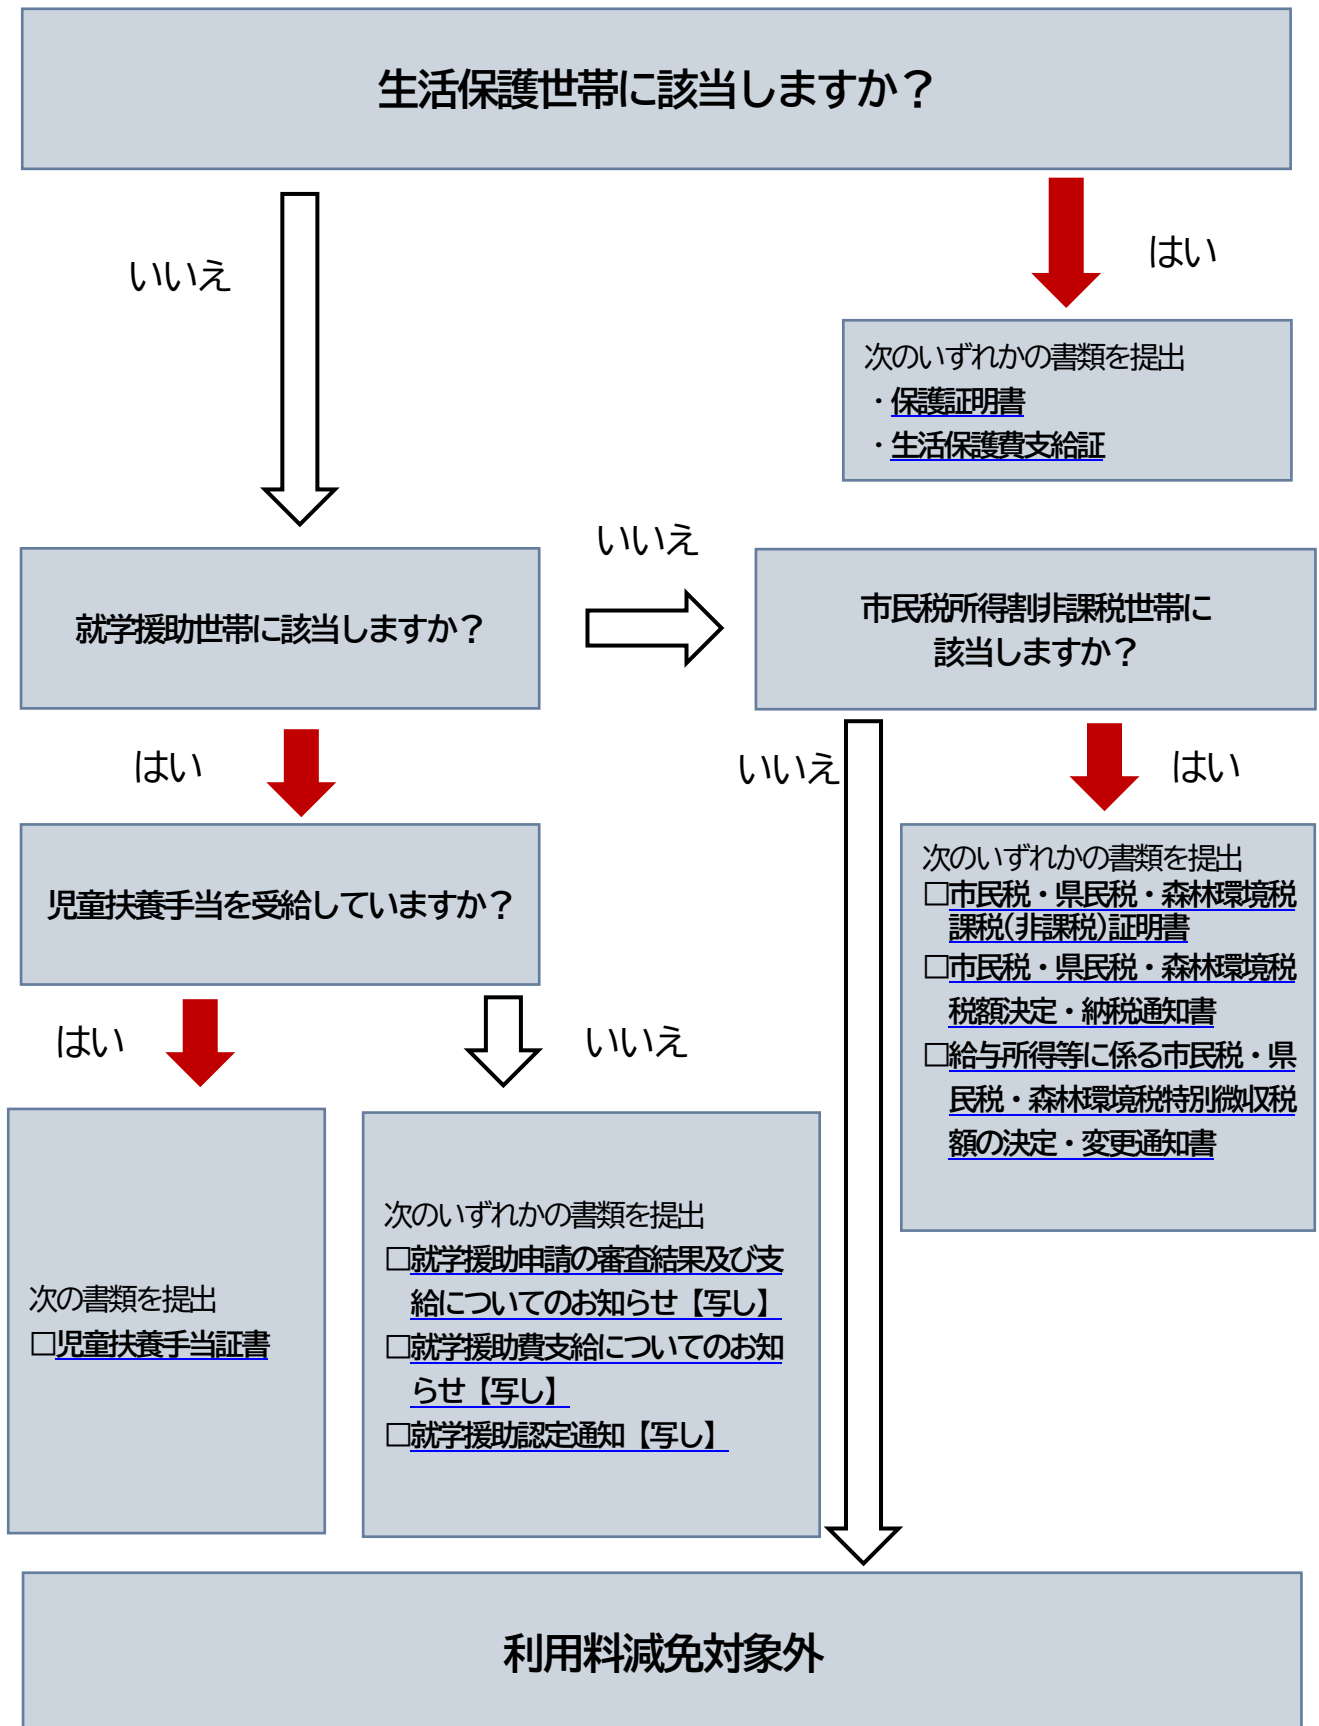 生活保護世帯に該当しますか？
いいえ
はい
次のいずれかの書類を提出
・保護証明書
・生活保護費支給証
就学援助世帯に該当しますか？
いいえ
市民税所得割非課税世帯に
該当しますか？
はい
いいえ
はい
児童扶養手当を受給していますか？
次のいずれかの書類を提出
□市民税・県民税・森林環境税
課税(非課税)証明書
□市民税・県民税・森林環境税
税額決定・納税通知書
□給与所得等に係る市民税・県
民税・森林環境税特別徴収税
額の決定・変更通知書
はい
いいえ
次の書類を提出
□児童扶養手当証書
次のいずれかの書類を提出
□就学援助申請の審査結果及び支
給についてのお知らせ【写し】
□就学援助費支給についてのお知
らせ【写し】
□就学援助認定通知【写し】
利用料減免対象外